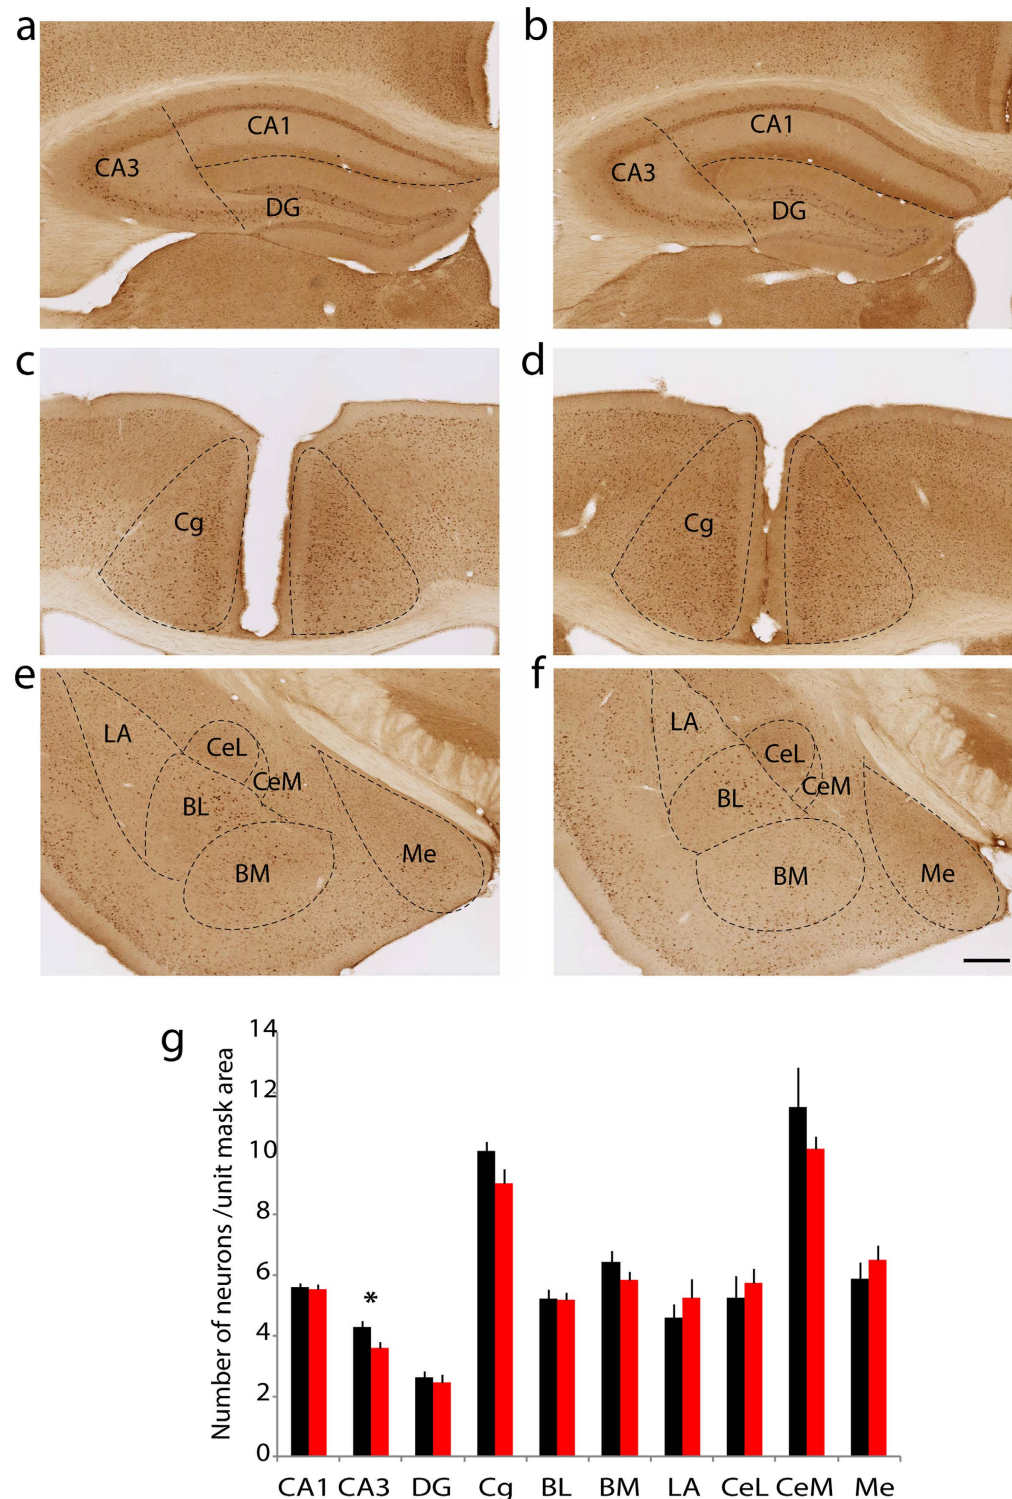 a
b
CA1
CA3
DG
CA1
CA3
DG
c
d
Cg
Cg
e
f
LA
CeL
CeM
BL
BM
Me
LA
CeL
CeM
BL
BM
Me
g
Number of neurons /unit mask area
14
12
10
8
6
4
2
0
*
CA1 CA3 DG Cg BL BM LA CeL CeM Me